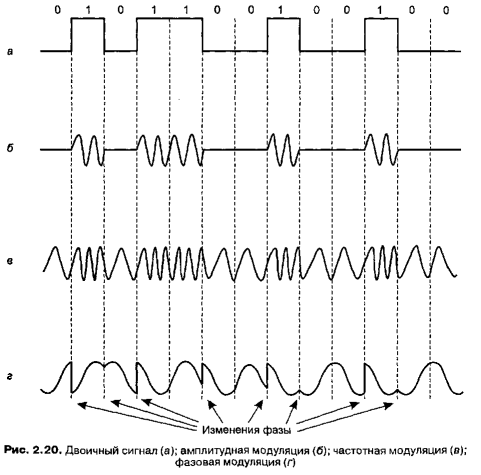 0 1 0 1 1 0 0 1 0 0 1 0 0
а
б
в
г
Изменения фазы
Рис. 2.20. Двоичный сигнал (а); амплитудная модуляция (б); частотная модуляция (в);
фазовая модуляция (г)